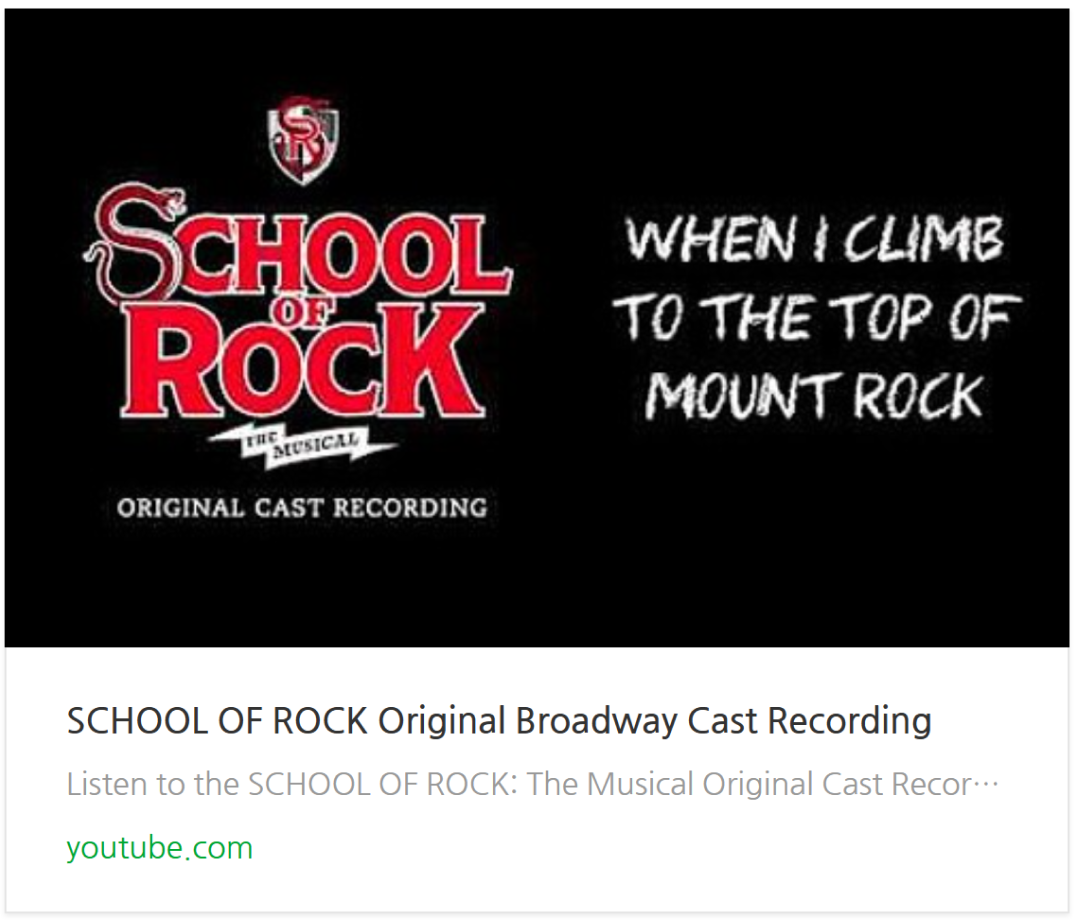 SR
SCHOOL
OF
ROCK
THE
MUSICAL
ORIGINAL CAST RECORDING
WHEN I CLIMB
TO THE TOP OF
MOUNT ROCK
SCHOOL OF ROCK Original Broadway Cast Recording
Listen to the SCHOOL OF ROCK: The Musical Original Cast Recor…
youtube.com